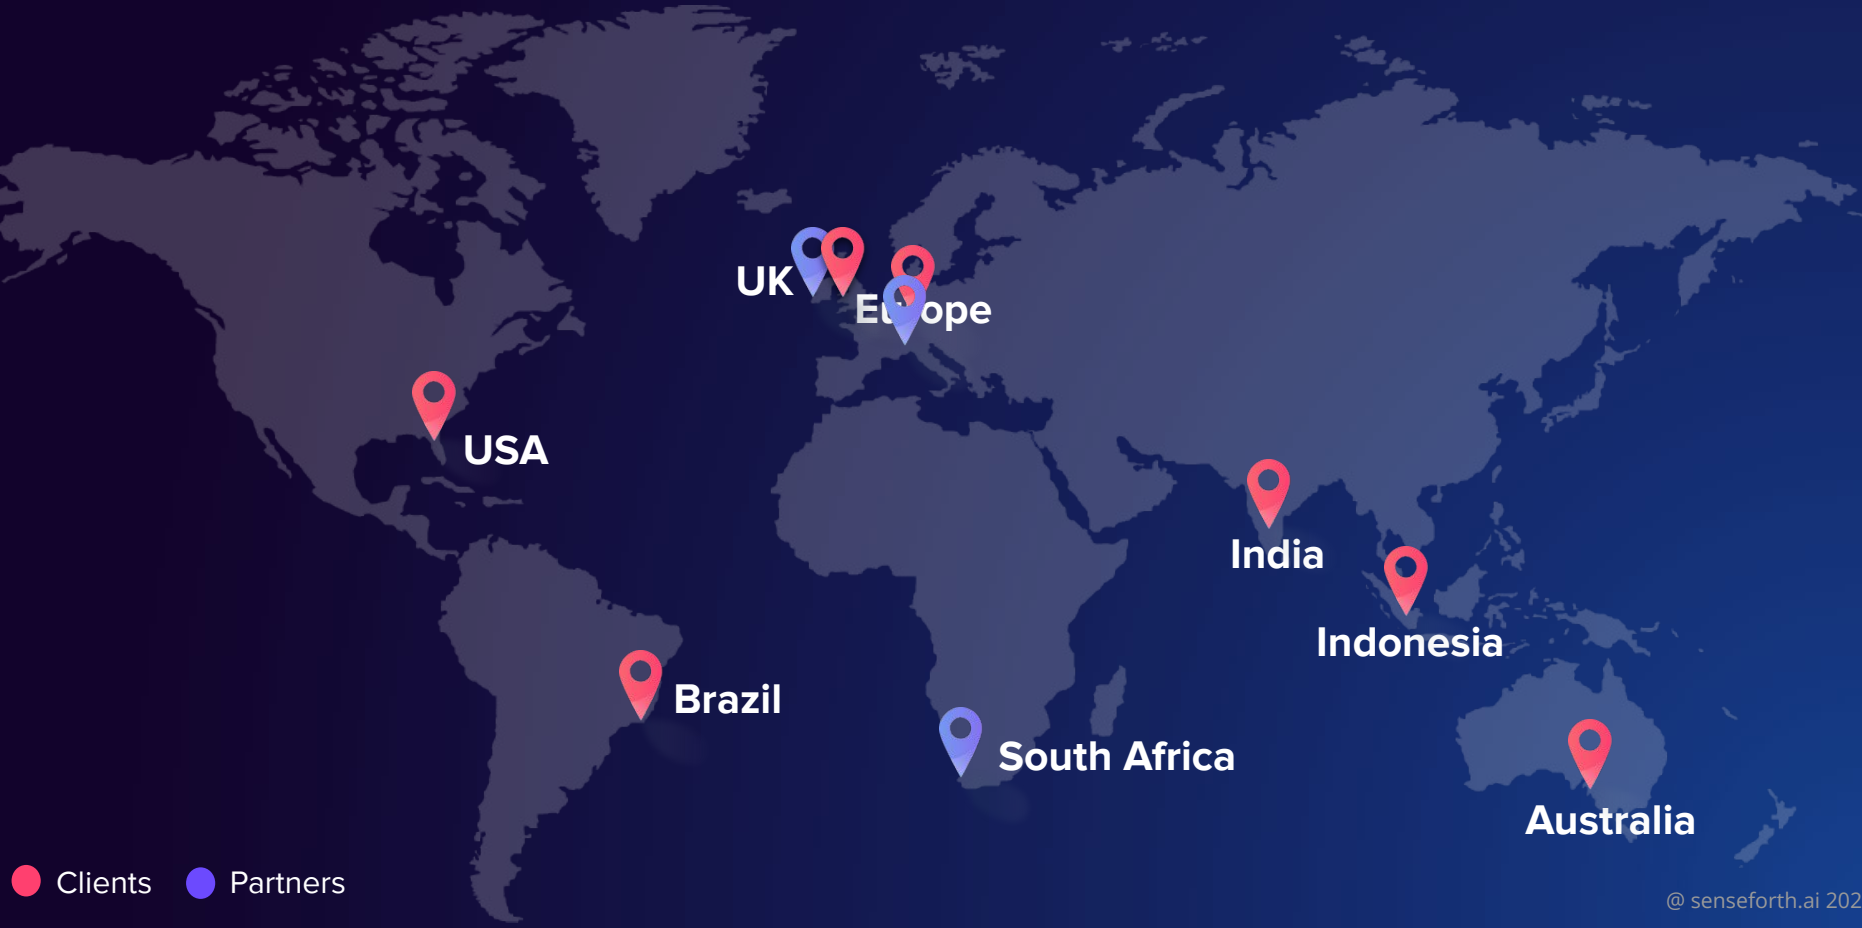 UK
Europe
USA
India
Indonesia
Brazil
South Africa
Australia
Clients
Partners
@ senseforth.ai 202